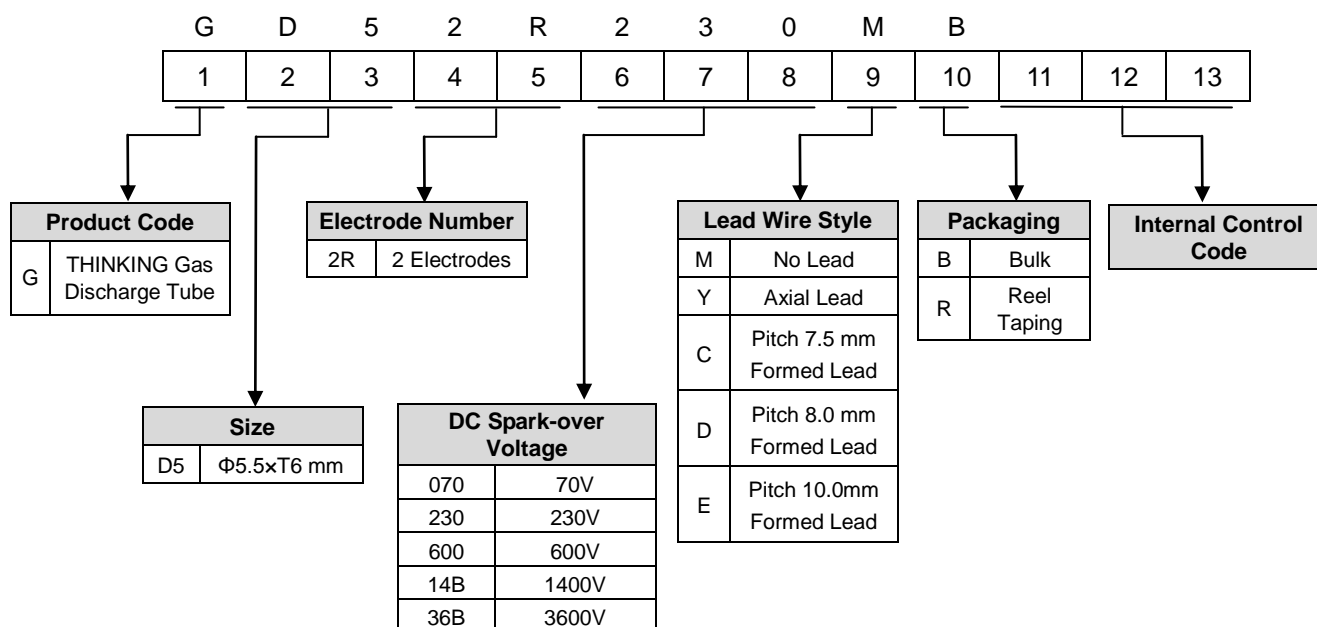 G D 5 2 R 2 3 0 M B
1 2 3 4 5 6 7 8 9 10 11 12 13
Product Code
G THINKING Gas
Discharge Tube
Electrode Number
2R 2 Electrodes
Lead Wire Style
M No Lead
Y Axial Lead
C Pitch 7.5 mm
Formed Lead
D Pitch 8.0 mm
Formed Lead
E Pitch 10.0mm
Formed Lead
Packaging
B Bulk
R Reel
Taping
Internal Control
Code
Size
D5 Φ5.5×T6 mm
DC Spark-over
Voltage
070 70V
230 230V
600 600V
14B 1400V
36B 3600V